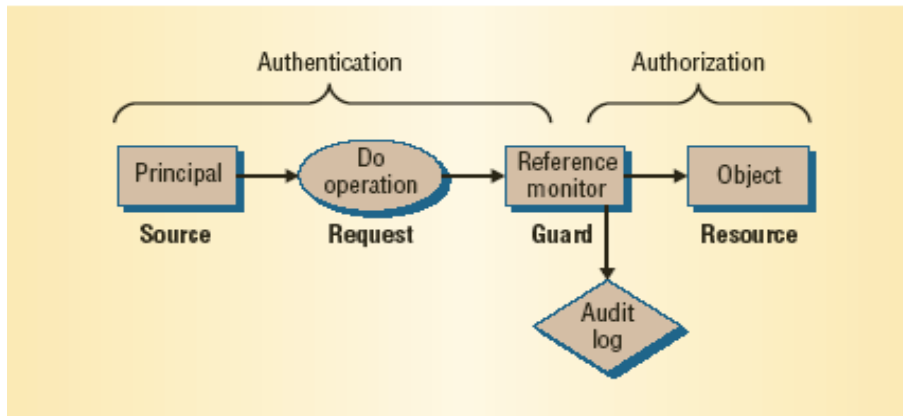 Authentication
Authorization
Principal
Do
operation
Reference
monitor
Object
Source
Request
Guard
Resource
Audit
log